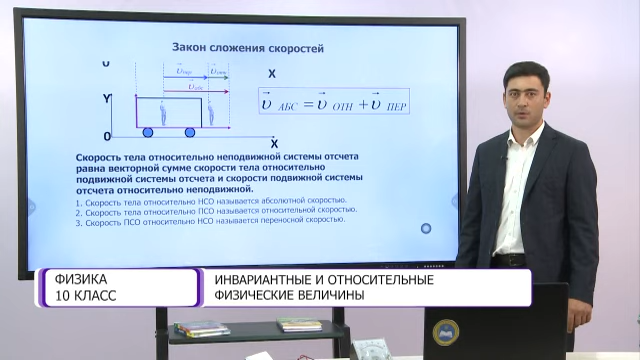 Закон сложения скоростей
υпер υотн
υабс
X
Y
O
X
υ АБС = υ ОТН + υ ПЕР
Скорость тела относительно неподвижной системы отсчета
равна векторной сумме скорости тела относительно
подвижной системы отсчета и скорости подвижной системы
отсчета относительно неподвижной.
1. Скорость тела относительно НСО называется абсолютной скоростью.
2. Скорость тела относительно ПСО называется относительной скоростью.
3. Скорость ПСО относительно НСО называется переносной скоростью.
ФИЗИКА
10 КЛАСС
ИНВАРИАНТНЫЕ И ОТНОСИТЕЛЬНЫЕ
ФИЗИЧЕСКИЕ ВЕЛИЧИНЫ